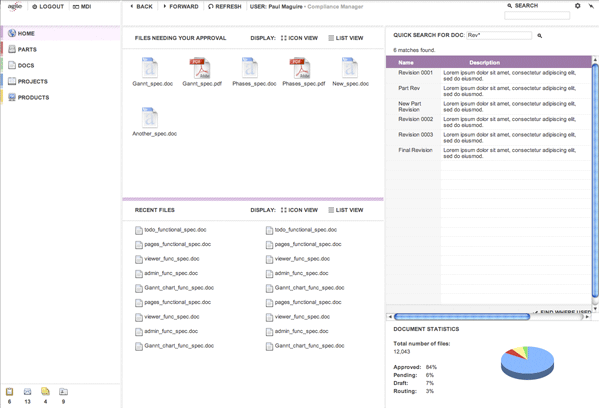 agile LOGOUT MDI BACK FORWARD REFRESH USER: Paul Maguire • Compliance Manager SEARCH
HOME
PARTS
DOCS
PROJECTS
PRODUCTS
6 13 4 9
FILES NEEDING YOUR APPROVAL DISPLAY: ICON VIEW LIST VIEW
Gannt_spec.doc Gannt_spec.pdf Phases_spec.doc Phases_spec.pdf New_spec.doc
Another_spec.doc
RECENT FILES DISPLAY: ICON VIEW LIST VIEW
todo_functional_spec.doc todo_functional_spec.doc
pages_functional_spec.doc pages_functional_spec.doc
viewer_func_spec.doc viewer_func_spec.doc
admin_func_spec.doc admin_func_spec.doc
Gannt_chart_func_spec.doc Gannt_chart_func_spec.doc
pages_functional_spec.doc pages_functional_spec.doc
viewer_func_spec.doc viewer_func_spec.doc
admin_func_spec.doc admin_func_spec.doc
Gannt_chart_func_spec.doc Gannt_chart_func_spec.doc
QUICK SEARCH FOR DOC: Rev*
6 matches found.
Name Description
Revision 0001 Lorem ipsum dolor sit amet, consectetur adipiscing elit,
sed do eiusmod.
Part Rev Lorem ipsum dolor sit amet, consectetur adipiscing elit,
sed do eiusmod.
New Part Lorem ipsum dolor sit amet, consectetur adipiscing elit,
Revision sed do eiusmod.
Revision 0002 Lorem ipsum dolor sit amet, consectetur adipiscing elit,
sed do eiusmod.
Revision 0003 Lorem ipsum dolor sit amet, consectetur adipiscing elit,
sed do eiusmod.
Final Revision Lorem ipsum dolor sit amet, consectetur adipiscing elit,
sed do eiusmod.
FIND WHERE USED
DOCUMENT STATISTICS
Total number of files:
12,043
Approved: 84%
Pending: 6%
Draft: 7%
Routing: 3%